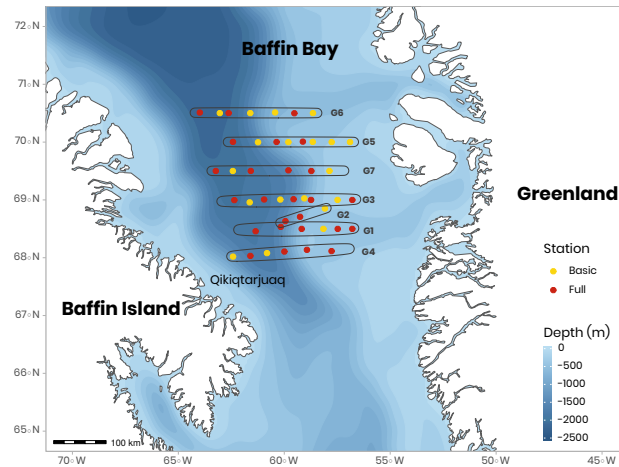 72○N
71○N
70○N
69○N
68○N
67○N
66○N
65○N
70○W
65○W
60○W
55○W
50○W
45○W
Baffin Bay
G6
G5
G7
G3
G2
G1
G4
Greenland
Qikiqtarjuaq
Baffin Island
100 km
Station
Basic
Full
Depth (m)
0
-500
-1000
-1500
-2000
-2500